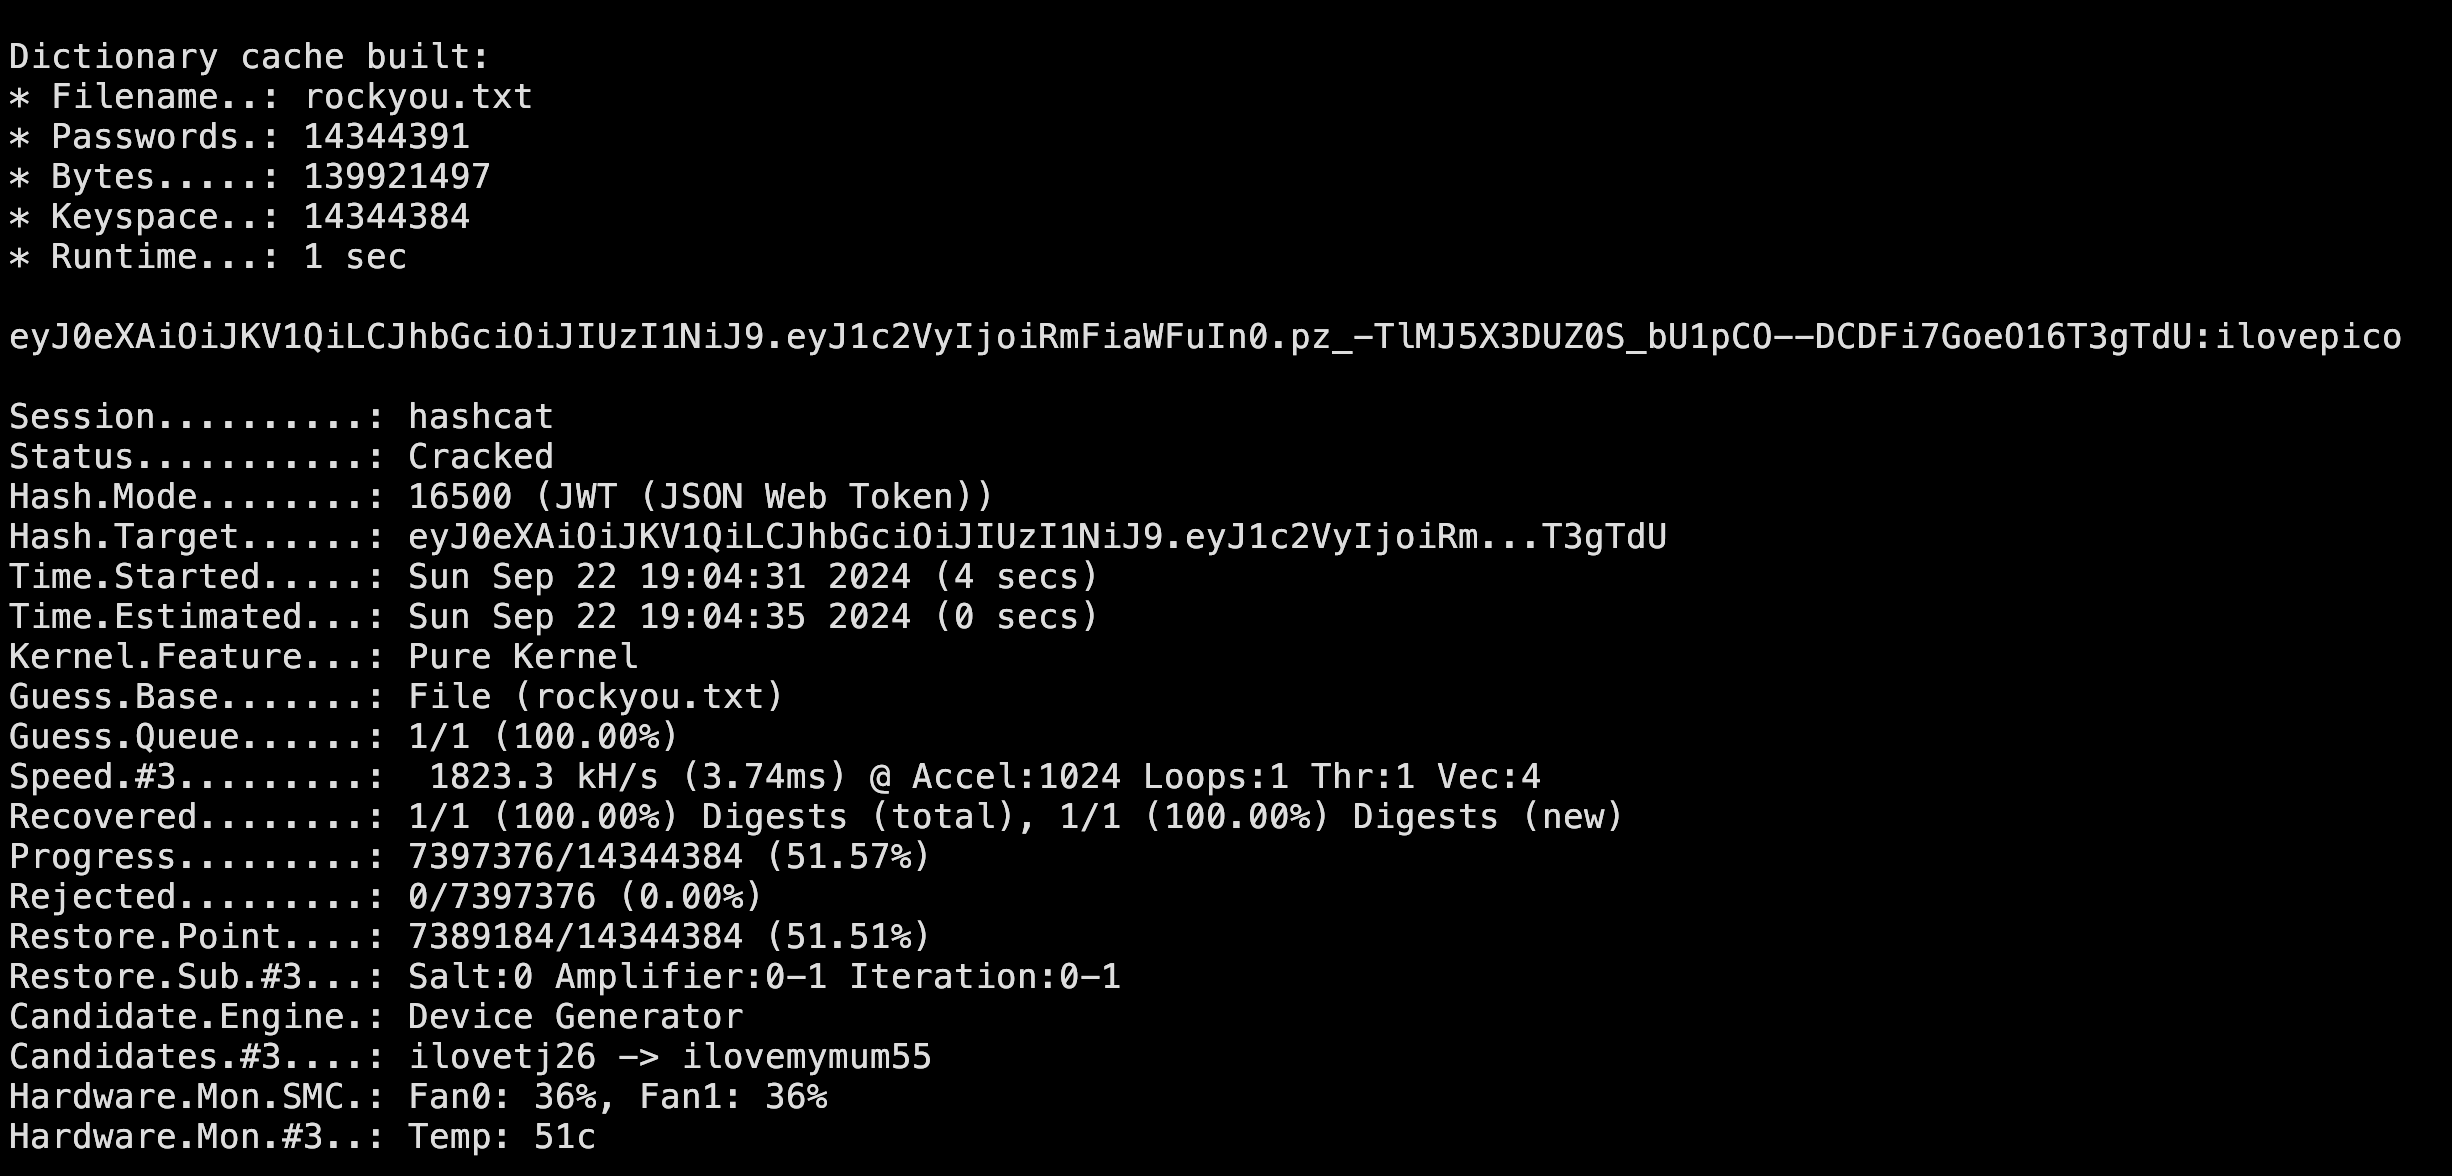 Dictionary cache built:
* Filename..: rockyou.txt
* Passwords.: 14344391
* Bytes.....: 139921497
* Keyspace..: 14344384
* Runtime...: 1 sec
eyJ0eXAiOiJKV1QiLCJhbGciOiJIUzI1NiJ9.eyJ1c2VyIjoiRmFiaWFuIn0.pz_-TlMJ5X3DUZ0S_bU1pCO--DCDFi7GoeO16T3gTdU:ilovepico
Session..........: hashcat
Status...........: Cracked
Hash.Mode........: 16500 (JWT (JSON Web Token))
Hash.Target......: eyJ0eXAiOiJKV1QiLCJhbGciOiJIUzI1NiJ9.eyJ1c2VyIjoiRm...T3gTdU
Time.Started.....: Sun Sep 22 19:04:31 2024 (4 secs)
Time.Estimated...: Sun Sep 22 19:04:35 2024 (0 secs)
Kernel.Feature...: Pure Kernel
Guess.Base.......: File (rockyou.txt)
Guess.Queue......: 1/1 (100.00%)
Speed.#3.........:  1823.3 kH/s (3.74ms) @ Accel:1024 Loops:1 Thr:1 Vec:4
Recovered........: 1/1 (100.00%) Digests (total), 1/1 (100.00%) Digests (new)
Progress.........: 7397376/14344384 (51.57%)
Rejected.........: 0/7397376 (0.00%)
Restore.Point....: 7389184/14344384 (51.51%)
Restore.Sub.#3...: Salt:0 Amplifier:0-1 Iteration:0-1
Candidate.Engine.: Device Generator
Candidates.#3....: ilovetj26 -> ilovemymum55
Hardware.Mon.SMC.: Fan0: 36%, Fan1: 36%
Hardware.Mon.#3..: Temp: 51c